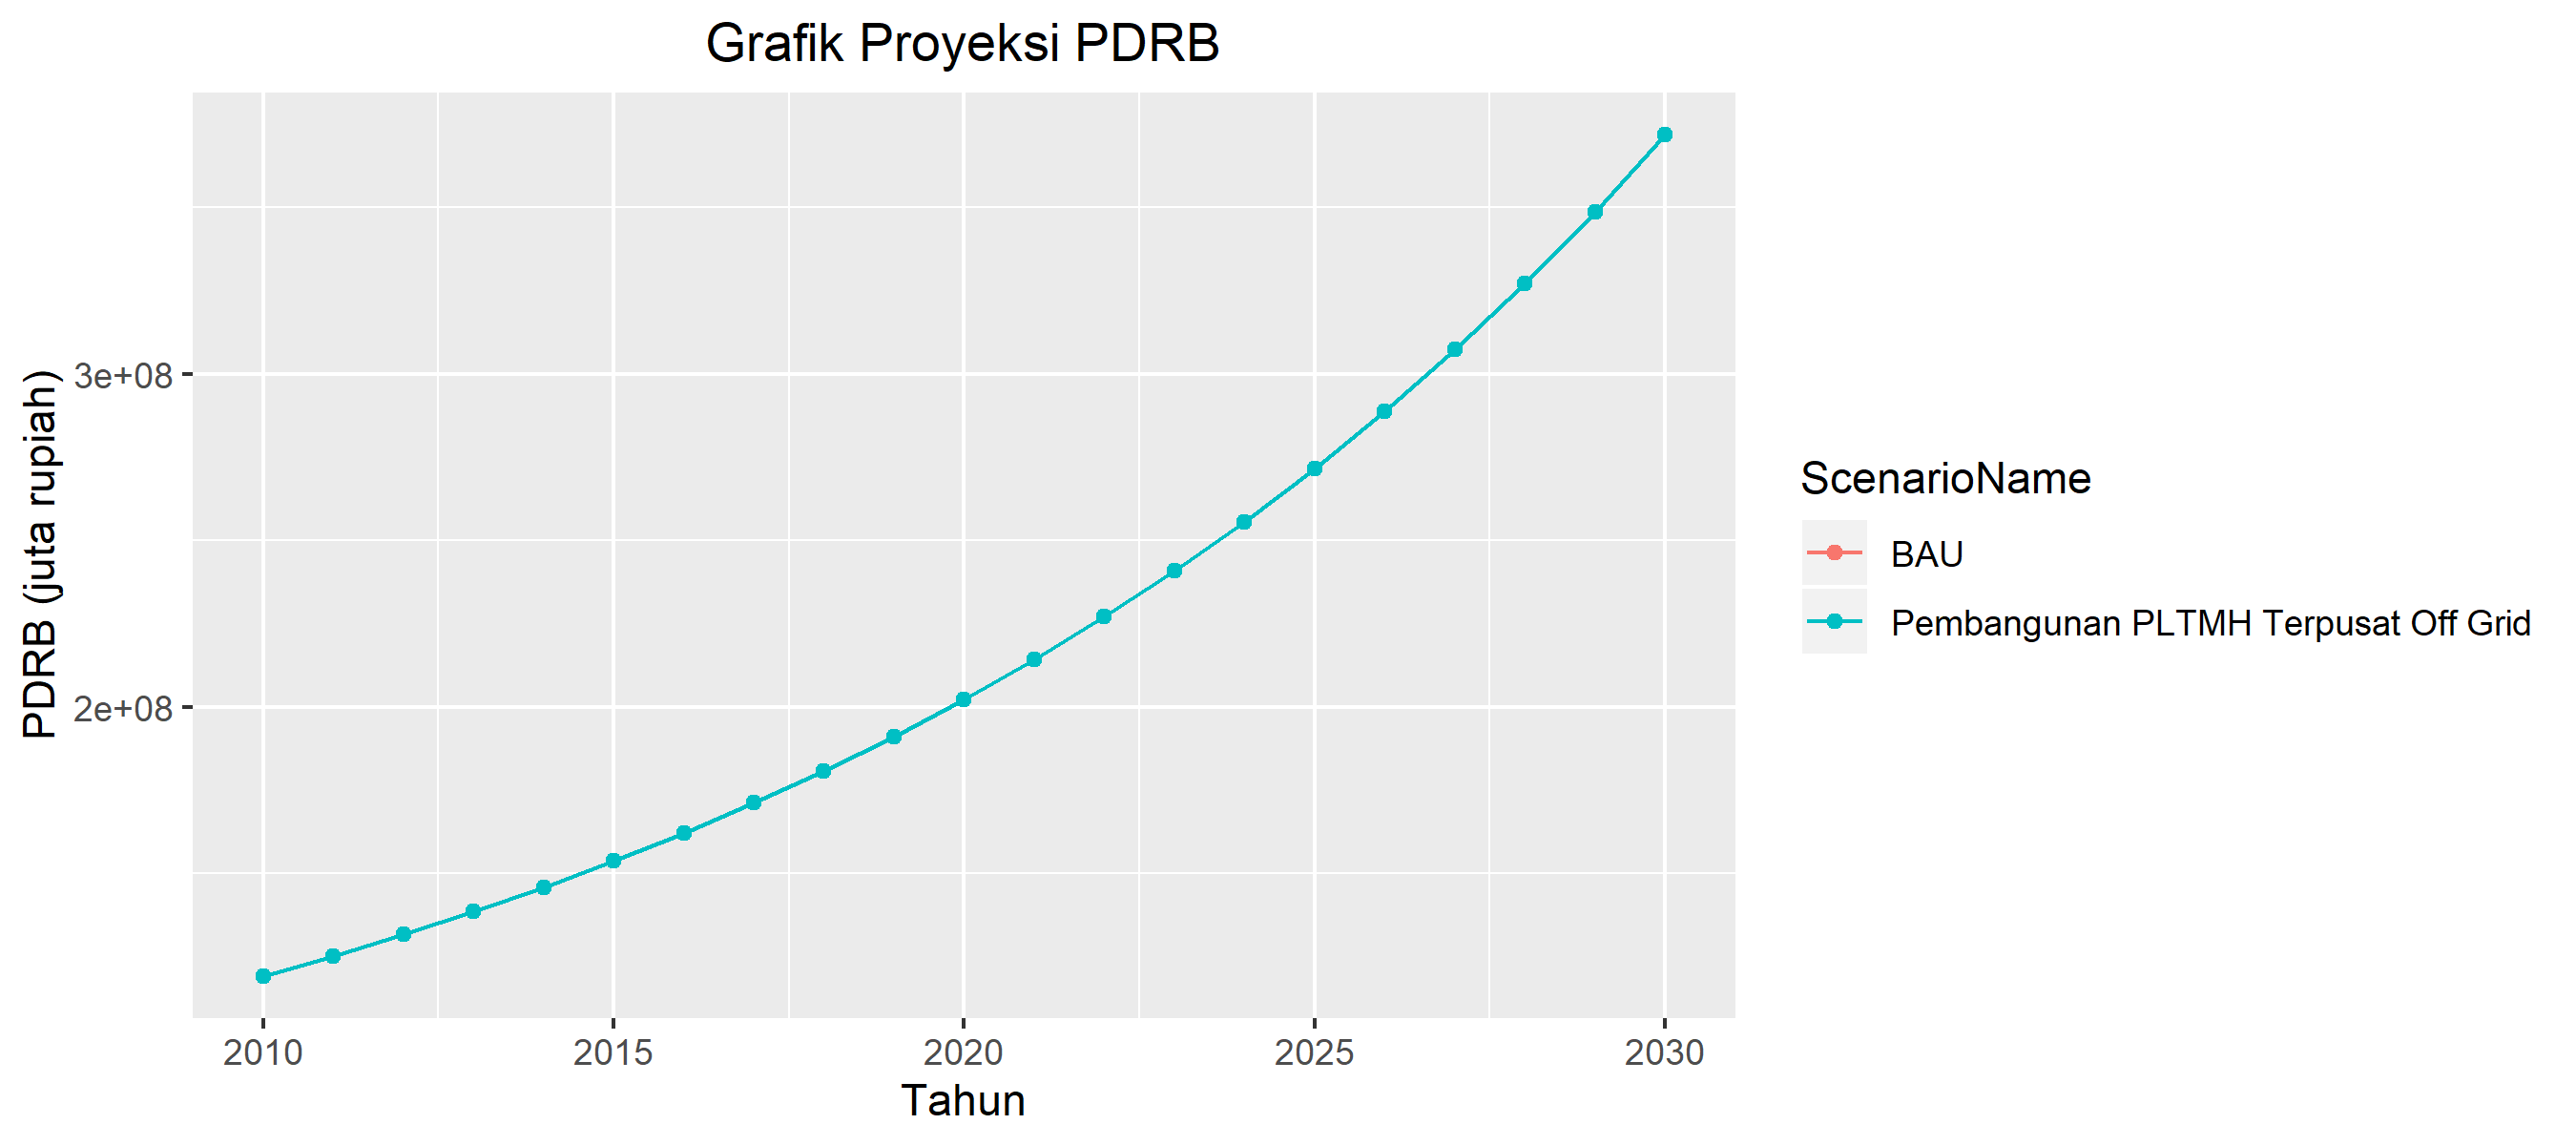 Grafik Proyeksi PDRB
PDRB (juta rupiah)
3e+08
2e+08
2010
2015
2020
2025
2030
Tahun
ScenarioName
BAU
Pembangunan PLTMH Terpusat Off Grid